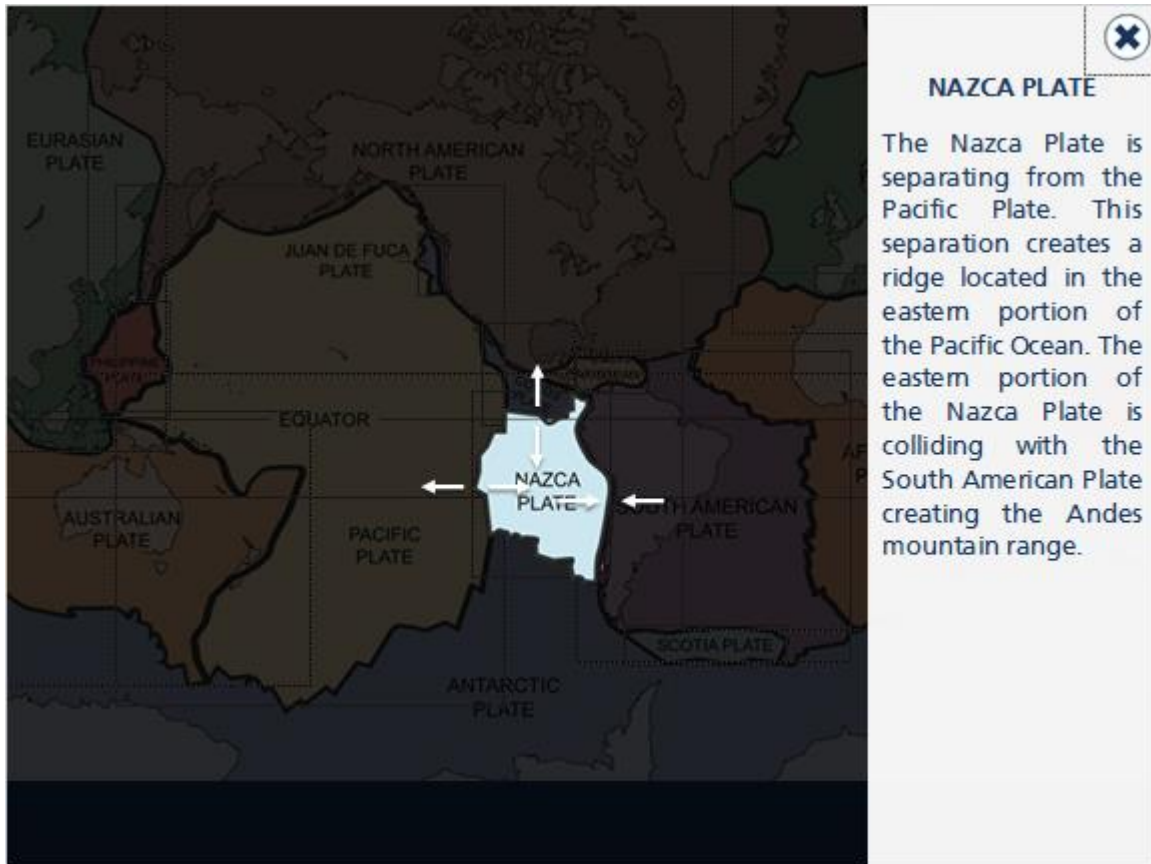 EURASIAN
PLATE
NORTH AMERICAN
PLATE
JUAN DE FUCA
PLATE
PHILIPPINE
PLATE
CARIBBEAN
EQUATOR
NAZCA
PLATE
SOUTH AMERICAN
PLATE
AUSTRALIAN
PLATE
PACIFIC
PLATE
SCOTIA PLATE
ANTARCTIC
PLATE
NAZCA PLATE
The Nazca Plate is
separating from the
Pacific Plate. This
separation creates a
ridge located in the
eastern portion of
the Pacific Ocean. The
eastern portion of
the Nazca Plate is
colliding with the
South American Plate
creating the Andes
mountain range.